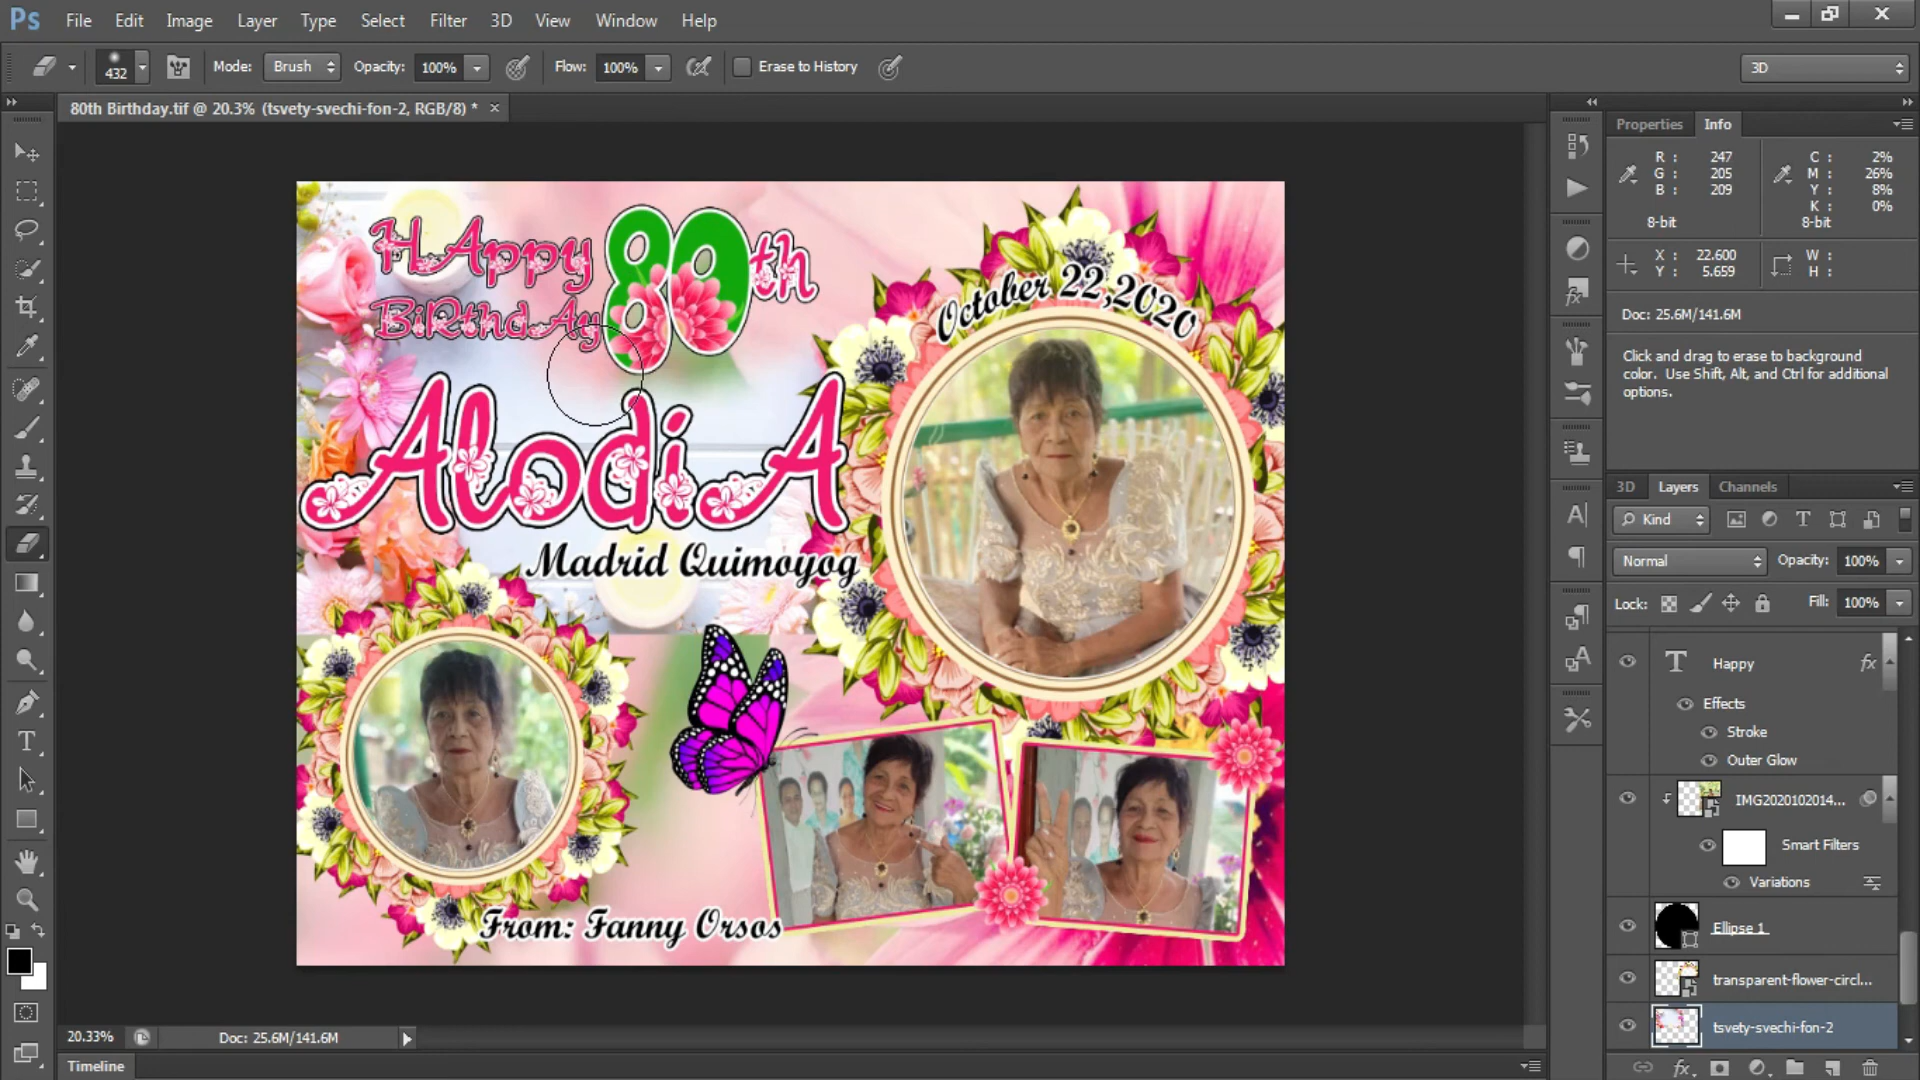 Ps File Edit Image Layer Type Select Filter 3D View Window Help
432 Mode: Brush Opacity: 100% Flow: 100% Erase to History 3D
80th Birthday.tif @ 20.3% (tsvety-svechi-fon-2, RGB/8) * ×
HAppy 80th
BiRthdAy
AlodiA
Madrid Quimoyog
October 22,2020
From: Fanny Orsos
20.33% Doc: 25.6M/141.6M
Timeline
Properties Info
R : 247 C : 2%
G : 205 M : 26%
B : 209 Y : 8%
K : 0%
8-bit 8-bit
X : 22.600 W :
Y : 5.659 H :
Doc: 25.6M/141.6M
Click and drag to erase to background
color. Use Shift, Alt, and Ctrl for additional
options.
3D Layers Channels
Kind
Normal Opacity: 100%
Lock: Fill: 100%
T Happy fx
Effects
Stroke
Outer Glow
IMG2020102014...
Smart Filters
Variations
Ellipse 1
transparent-flower-circl...
tsvety-svechi-fon-2